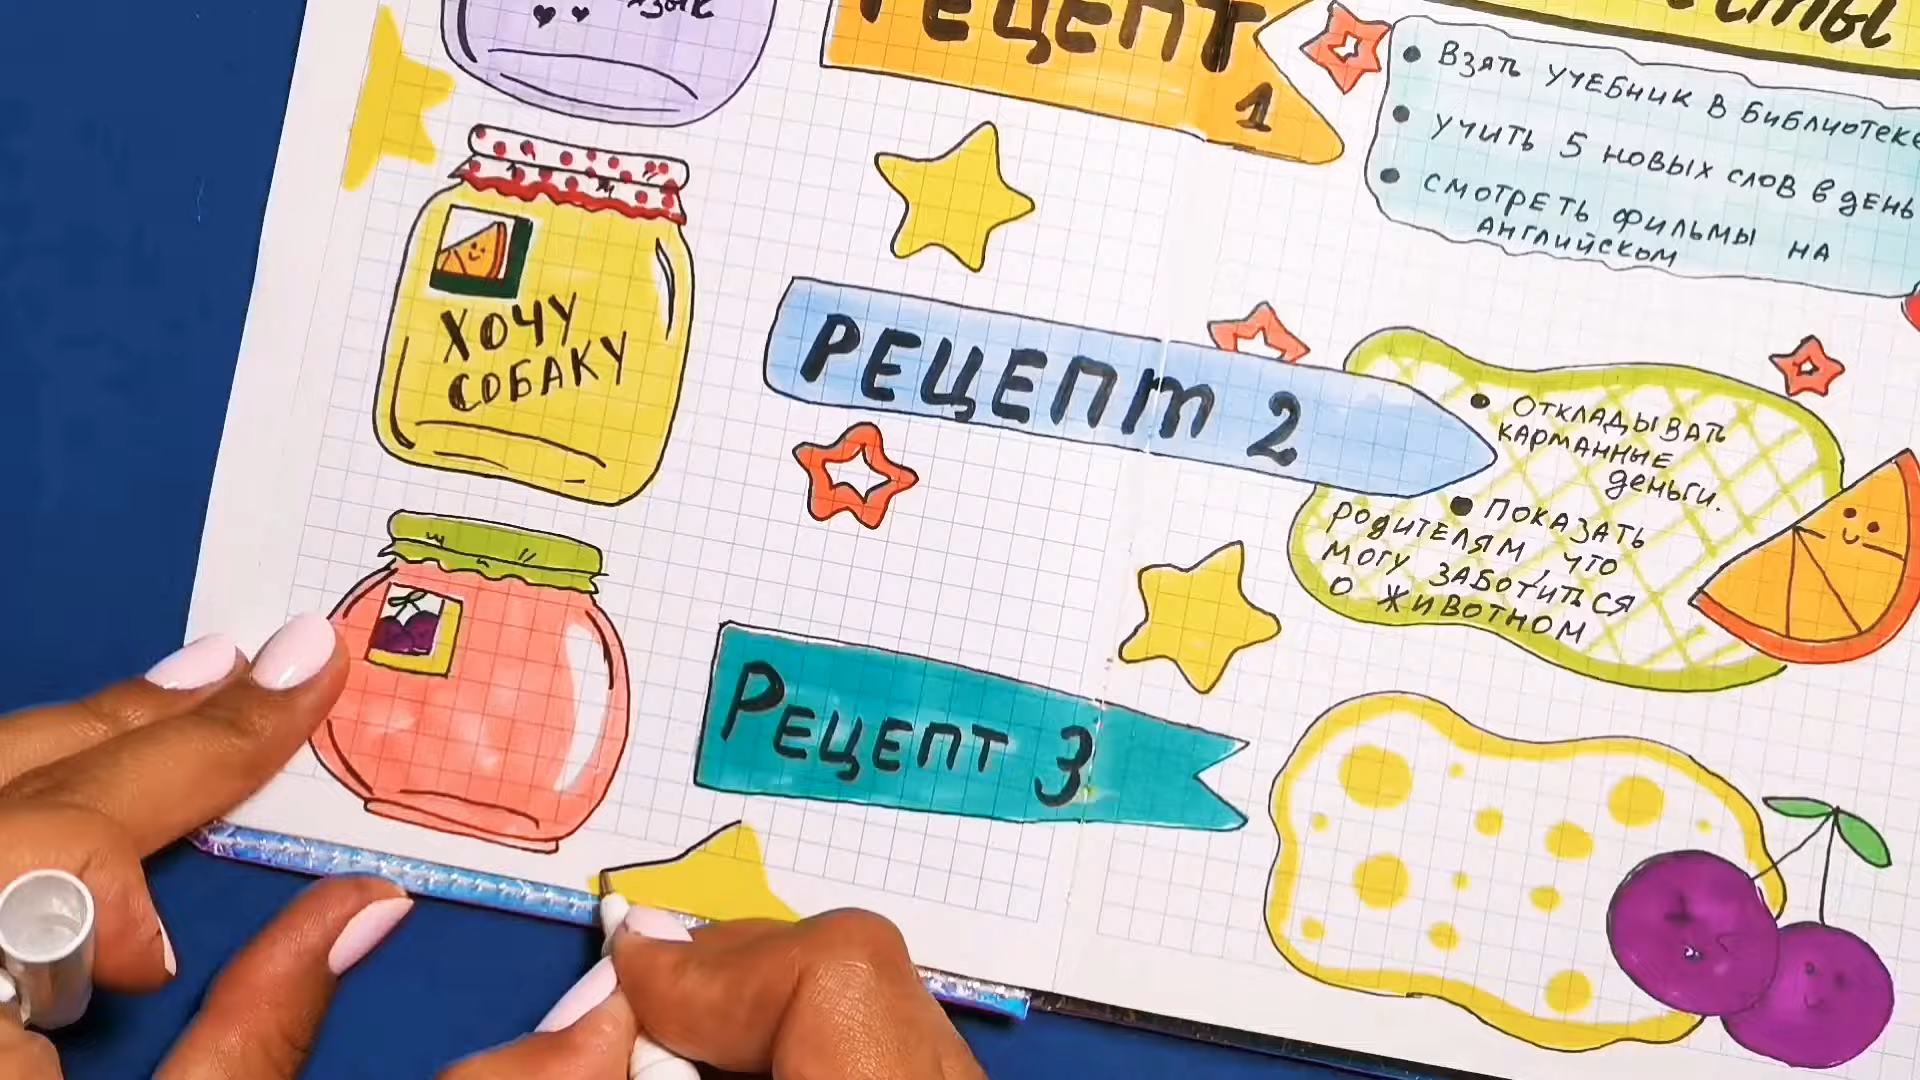 язык
РЕЦЕПТ
1
• Взять учебник в библиотеке
• учить 5 новых слов в день
• смотреть фильмы на
английском
ХОЧУ
СОБАКУ
РЕЦЕПТ 2
• Откладывать
карманные
деньги.
• Показать
родителям, что
могу заботиться
о животном
Рецепт 3